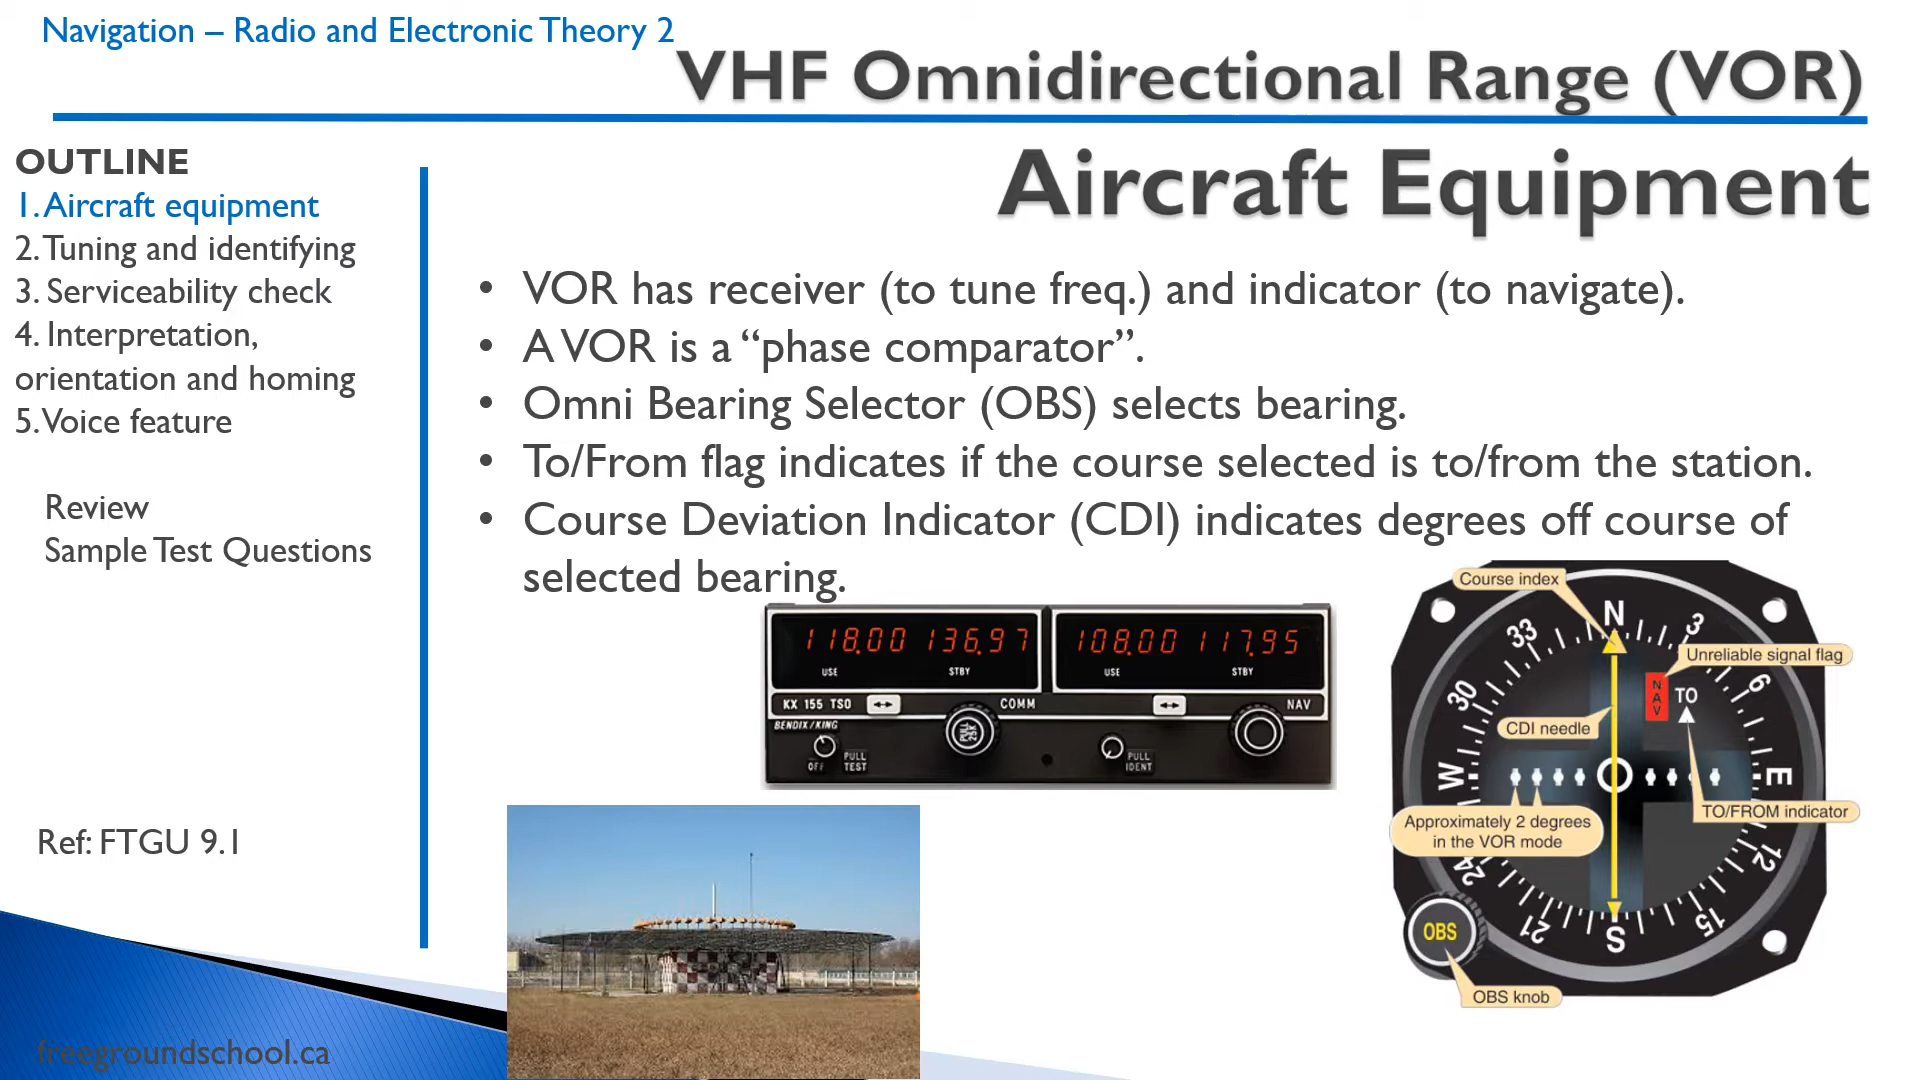 Navigation – Radio and Electronic Theory 2
VHF Omnidirectional Range (VOR)
Aircraft Equipment
OUTLINE
1. Aircraft equipment
2. Tuning and identifying
3. Serviceability check
4. Interpretation,
orientation and homing
5. Voice feature
Review
Sample Test Questions
Ref: FTGU 9.1
freegroundschool.ca
• VOR has receiver (to tune freq.) and indicator (to navigate).
• A VOR is a “phase comparator”.
• Omni Bearing Selector (OBS) selects bearing.
• To/From flag indicates if the course selected is to/from the station.
• Course Deviation Indicator (CDI) indicates degrees off course of
selected bearing.
118.00 136.97 108.00 117.95
USE STBY USE STBY
KX 155 TSO COMM NAV
BENDIX/KING
OFF PULL TEST PULL IDENT
PULL 25K
Course index
N
33 3
Unreliable signal flag
30 NAV TO 6
CDI needle
W E
TO/FROM indicator
Approximately 2 degrees
in the VOR mode
24 12
21 S 15
OBS
OBS knob